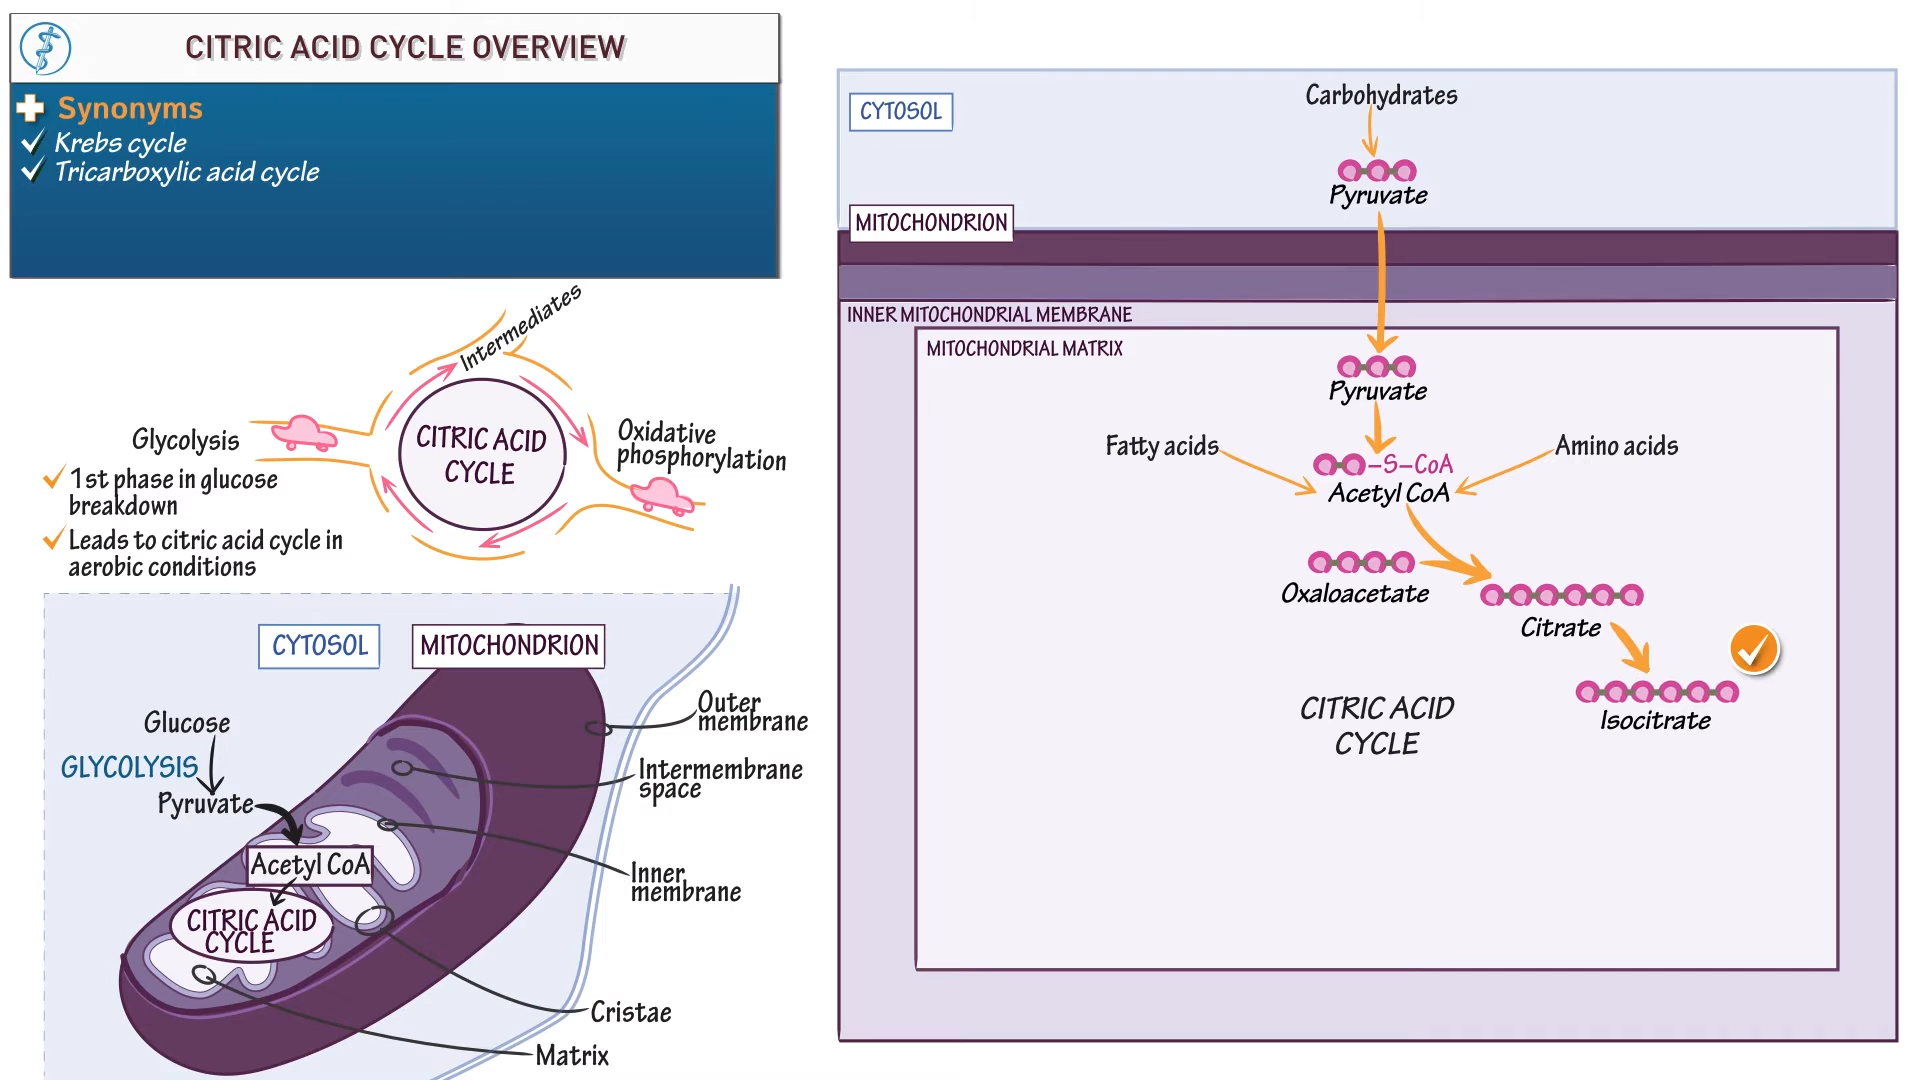 CITRIC ACID CYCLE OVERVIEW
Synonyms
Krebs cycle
Tricarboxylic acid cycle
Intermediates
CITRIC ACID
CYCLE
Glycolysis
1st phase in glucose
breakdown
Leads to citric acid cycle in
aerobic conditions
Oxidative
phosphorylation
CYTOSOL
MITOCHONDRION
Glucose
GLYCOLYSIS
Pyruvate
Acetyl CoA
CITRIC ACID
CYCLE
Outer
membrane
Intermembrane
space
Inner
membrane
Cristae
Matrix
CYTOSOL
Carbohydrates
Pyruvate
MITOCHONDRION
INNER MITOCHONDRIAL MEMBRANE
MITOCHONDRIAL MATRIX
Pyruvate
Fatty acids
Amino acids
-S-CoA
Acetyl CoA
Oxaloacetate
Citrate
Isocitrate
CITRIC ACID
CYCLE